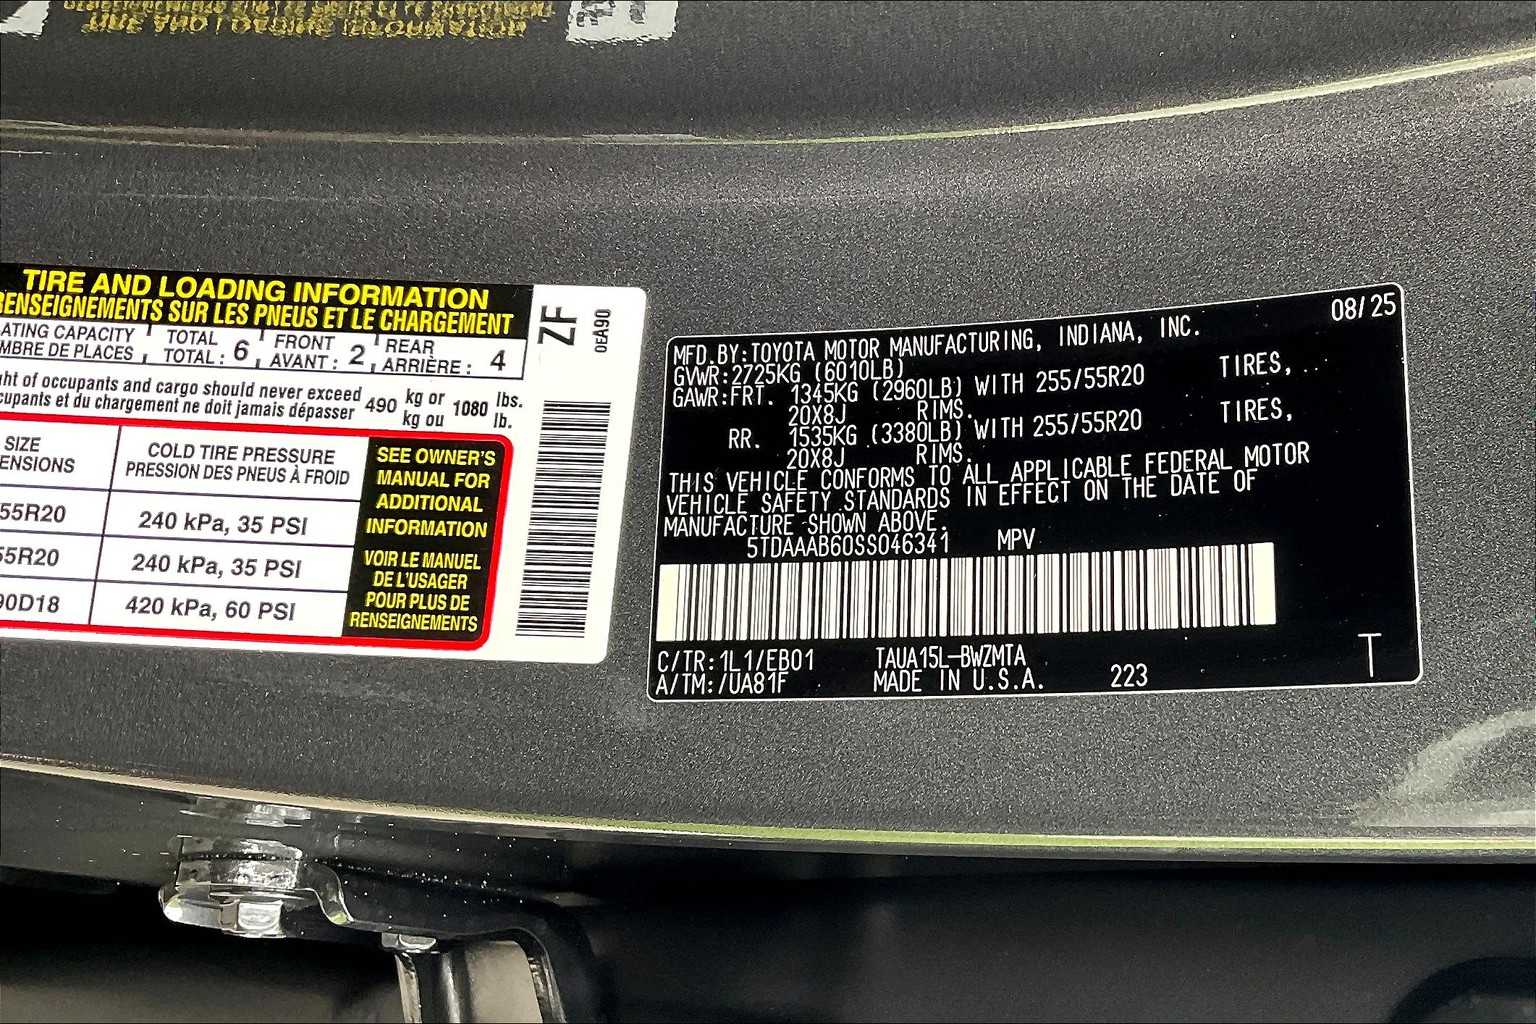 TIRE AND LOADING INFORMATION
RENSEIGNEMENTS SUR LES PNEUS ET LE CHARGEMENT
ATING CAPACITY TOTAL 6 FRONT 2 REAR 4
MBRE DE PLACES TOTAL : AVANT : ARRIÈRE :
ht of occupants and cargo should never exceed 490 kg or 1080 lbs.
cupants et du chargement ne doit jamais dépasser kg ou lb.
SIZE
ENSIONS
COLD TIRE PRESSURE
PRESSION DES PNEUS À FROID
55R20 240 kPa, 35 PSI
55R20 240 kPa, 35 PSI
90D18 420 kPa, 60 PSI
SEE OWNER'S
MANUAL FOR
ADDITIONAL
INFORMATION
VOIR LE MANUEL
DE L'USAGER
POUR PLUS DE
RENSEIGNEMENTS
ZF
0EA90
08/25
MFD.BY:TOYOTA MOTOR MANUFACTURING, INDIANA, INC.
GVWR:2725KG (6010LB)
GAWR:FRT. 1345KG (2960LB) WITH 255/55R20 TIRES,
20X8J RIMS.
RR. 1535KG (3380LB) WITH 255/55R20 TIRES,
20X8J RIMS.
THIS VEHICLE CONFORMS TO ALL APPLICABLE FEDERAL MOTOR
VEHICLE SAFETY STANDARDS IN EFFECT ON THE DATE OF
MANUFACTURE SHOWN ABOVE.
5TDAAAB60SS046341 MPV
C/TR:1L1/EB01 TAUA15L-BWZMTA
A/TM:/UA81F MADE IN U.S.A. 223
T